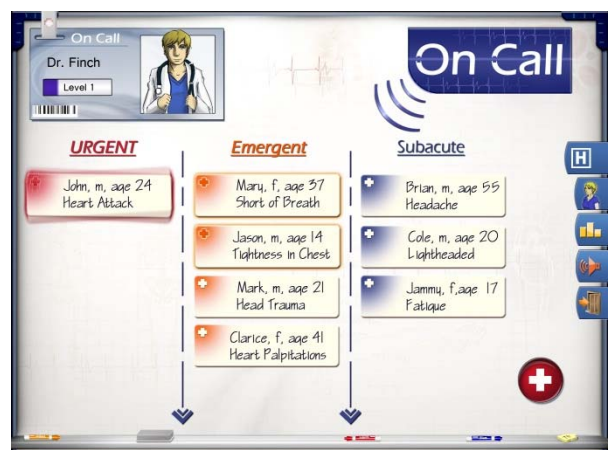 On Call
Dr. Finch
Level 1
On Call
URGENT
John, m, age 24
Heart Attack
Emergent
Mary, f, age 37
Short of Breath
Jason, m, age 14
Tightness in Chest
Mark, m, age 21
Head Trauma
Clarice, f, age 41
Heart Palpitations
Subacute
Brian, m, age 55
Headache
Cole, m, age 20
Lightheaded
Jammy, f,age 17
Fatigue
H